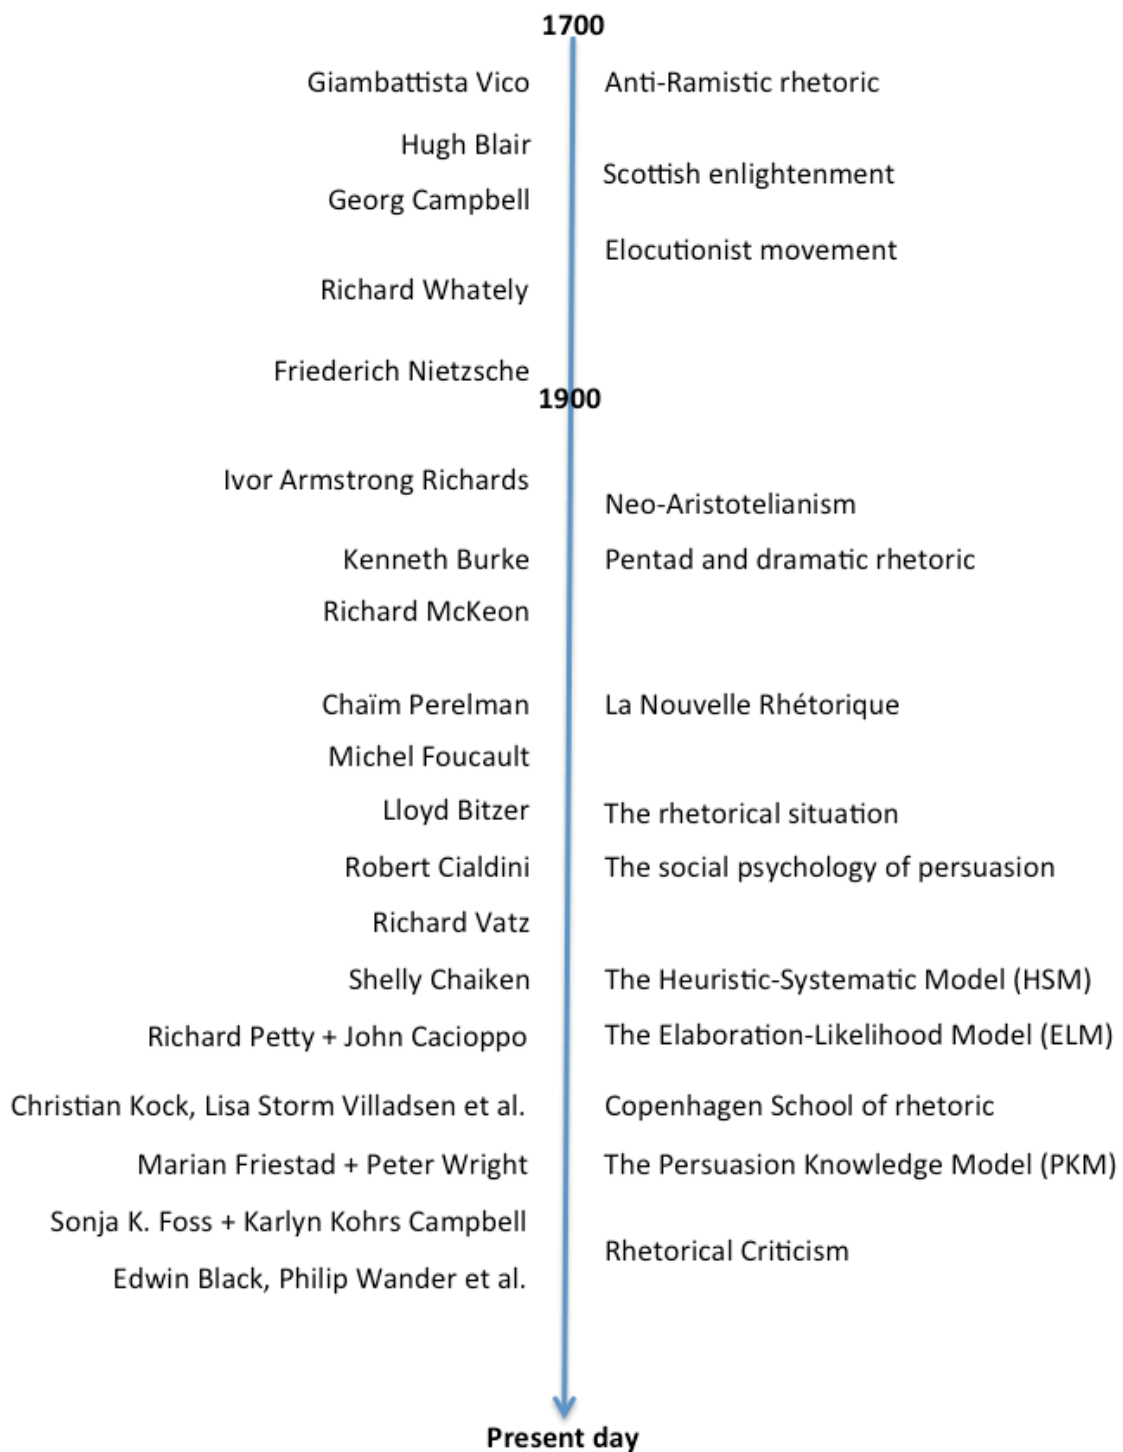 1700
Giambattista Vico Anti-Ramistic rhetoric
Hugh Blair
Scottish enlightenment
Georg Campbell
Elocutionist movement
Richard Whately
Friederich Nietzsche
1900
Ivor Armstrong Richards
Neo-Aristotelianism
Kenneth Burke Pentad and dramatic rhetoric
Richard McKeon
Chaïm Perelman La Nouvelle Rhétorique
Michel Foucault
Lloyd Bitzer The rhetorical situation
Robert Cialdini The social psychology of persuasion
Richard Vatz
Shelly Chaiken The Heuristic-Systematic Model (HSM)
Richard Petty + John Cacioppo The Elaboration-Likelihood Model (ELM)
Christian Kock, Lisa Storm Villadsen et al. Copenhagen School of rhetoric
Marian Friestad + Peter Wright The Persuasion Knowledge Model (PKM)
Sonja K. Foss + Karlyn Kohrs Campbell
Rhetorical Criticism
Edwin Black, Philip Wander et al.
Present day